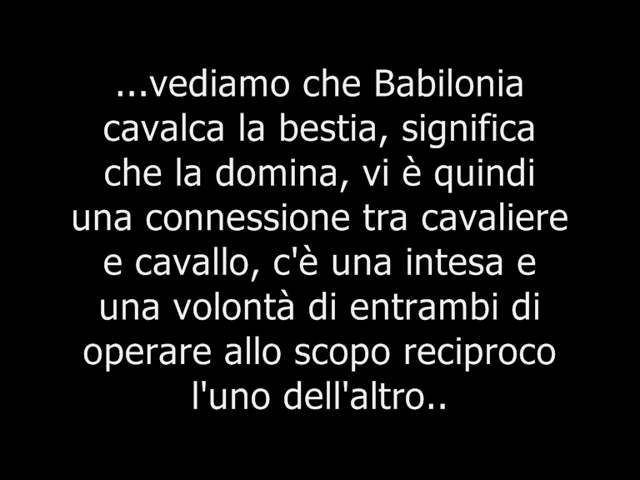 ...vediamo che Babilonia
cavalca la bestia, significa
che la domina, vi è quindi
una connessione tra cavaliere
e cavallo, c'è una intesa e
una volontà di entrambi di
operare allo scopo reciproco
l'uno dell'altro..